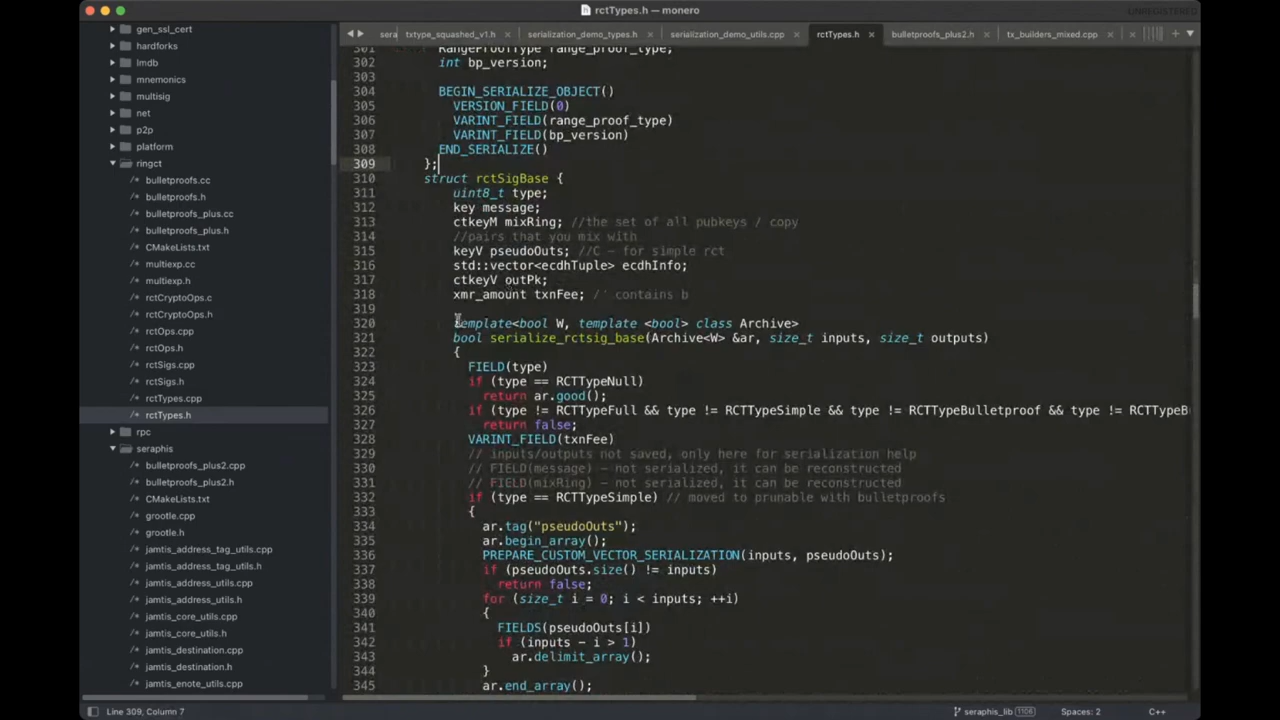 rctTypes.h — monero
UNREGISTERED
sera
txtype_squashed_v1.h
serialization_demo_types.h
serialization_demo_utils.cpp
rctTypes.h
bulletproofs_plus2.h
tx_builders_mixed.cpp
gen_ssl_cert
hardforks
lmdb
mnemonics
multisig
net
p2p
platform
ringct
/* bulletproofs.cc
/* bulletproofs.h
/* bulletproofs_plus.cc
/* bulletproofs_plus.h
/* CMakeLists.txt
/* multiexp.cc
/* multiexp.h
/* rctCryptoOps.c
/* rctCryptoOps.h
/* rctOps.cpp
/* rctOps.h
/* rctSigs.cpp
/* rctSigs.h
/* rctTypes.cpp
/* rctTypes.h
rpc
seraphis
/* bulletproofs_plus2.cpp
/* bulletproofs_plus2.h
/* CMakeLists.txt
/* grootle.cpp
/* grootle.h
/* jamtis_address_tag_utils.cpp
/* jamtis_address_tag_utils.h
/* jamtis_address_utils.cpp
/* jamtis_address_utils.h
/* jamtis_core_utils.cpp
/* jamtis_core_utils.h
/* jamtis_destination.cpp
/* jamtis_destination.h
/* jamtis_enote_utils.cpp
301 RangeProofType range_proof_type;
302 int bp_version;
303
304 BEGIN_SERIALIZE_OBJECT()
305 VERSION_FIELD(0)
306 VARINT_FIELD(range_proof_type)
307 VARINT_FIELD(bp_version)
308 END_SERIALIZE()
309 };
310 struct rctSigBase {
311 uint8_t type;
312 key message;
313 ctkeyM mixRing; //the set of all pubkeys / copy
314 //pairs that you mix with
315 keyV pseudoOuts; //C - for simple rct
316 std::vector<ecdhTuple> ecdhInfo;
317 ctkeyV outPk;
318 xmr_amount txnFee; // contains b
319
320 template<bool W, template <bool> class Archive>
321 bool serialize_rctsig_base(Archive<W> &ar, size_t inputs, size_t outputs)
322 {
323 FIELD(type)
324 if (type == RCTTypeNull)
325 return ar.good();
326 if (type != RCTTypeFull && type != RCTTypeSimple && type != RCTTypeBulletproof && type != RCTTypeB
327 return false;
328 VARINT_FIELD(txnFee)
329 // inputs/outputs not saved, only here for serialization help
330 // FIELD(message) - not serialized, it can be reconstructed
331 // FIELD(mixRing) - not serialized, it can be reconstructed
332 if (type == RCTTypeSimple) // moved to prunable with bulletproofs
333 {
334 ar.tag("pseudoOuts");
335 ar.begin_array();
336 PREPARE_CUSTOM_VECTOR_SERIALIZATION(inputs, pseudoOuts);
337 if (pseudoOuts.size() != inputs)
338 return false;
339 for (size_t i = 0; i < inputs; ++i)
340 {
341 FIELDS(pseudoOuts[i])
342 if (inputs - i > 1)
343 ar.delimit_array();
344 }
345 ar.end_array();
Line 309, Column 7
seraphis_lib 1106
Spaces: 2
C++